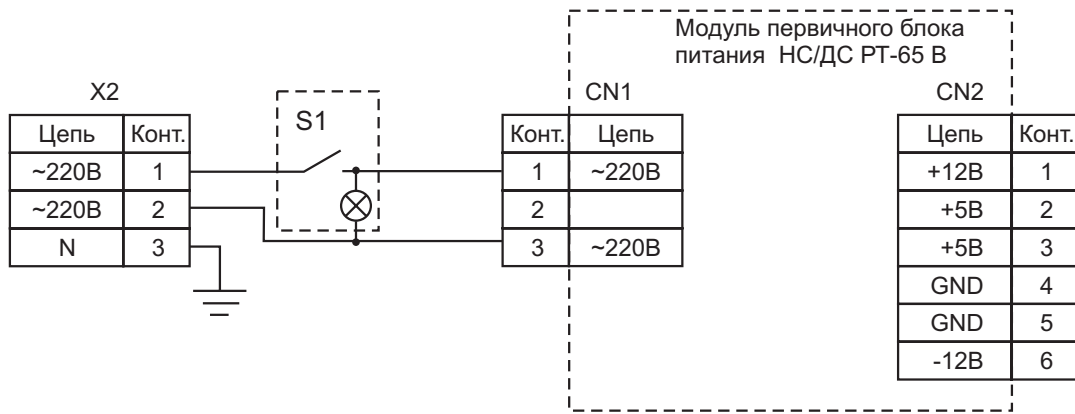 Модуль первичного блока
питания НС/ДС РТ-65 В
X2
S1
CN1
CN2
Цепь Конт.
~220В 1
~220В 2
N 3
Конт. Цепь
1 ~220В
2
3 ~220В
Цепь Конт.
+12В 1
+5В 2
+5В 3
GND 4
GND 5
-12В 6